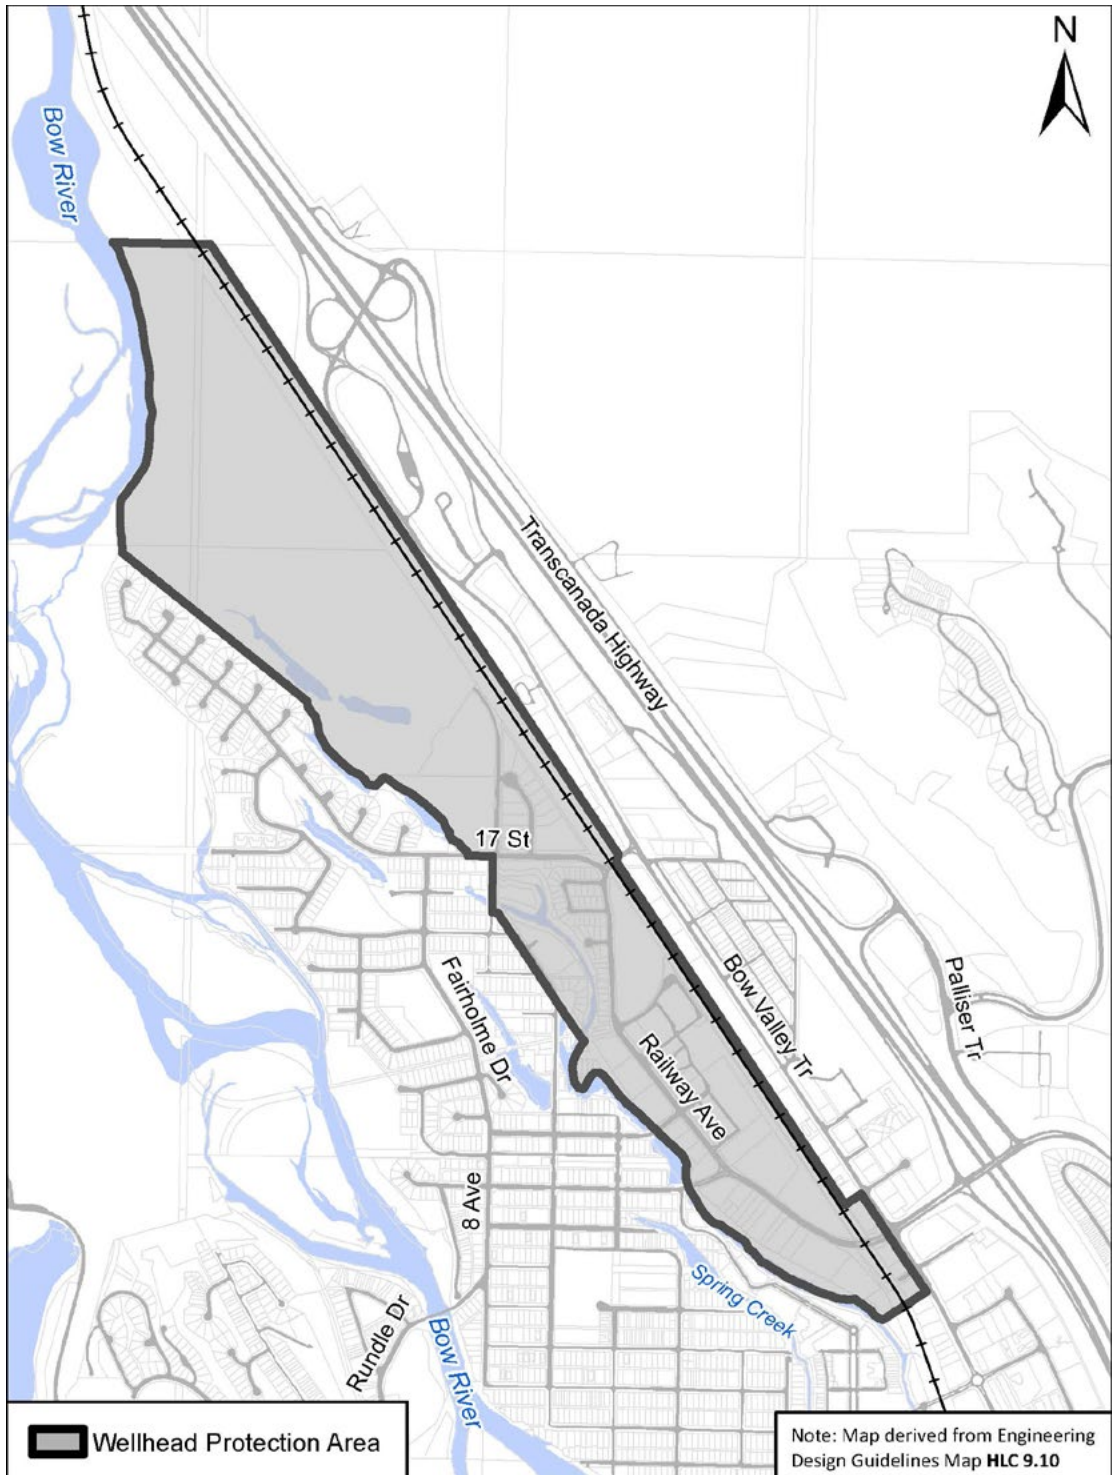 N
Bow River
Transcanada Highway
17 St
Fairholme Dr
Bow Valley Tr
Palliser Tr
Railway Ave
8 Ave
Spring Creek
Rundle Dr
Bow River
Wellhead Protection Area
Note: Map derived from Engineering
Design Guidelines Map HLC 9.10